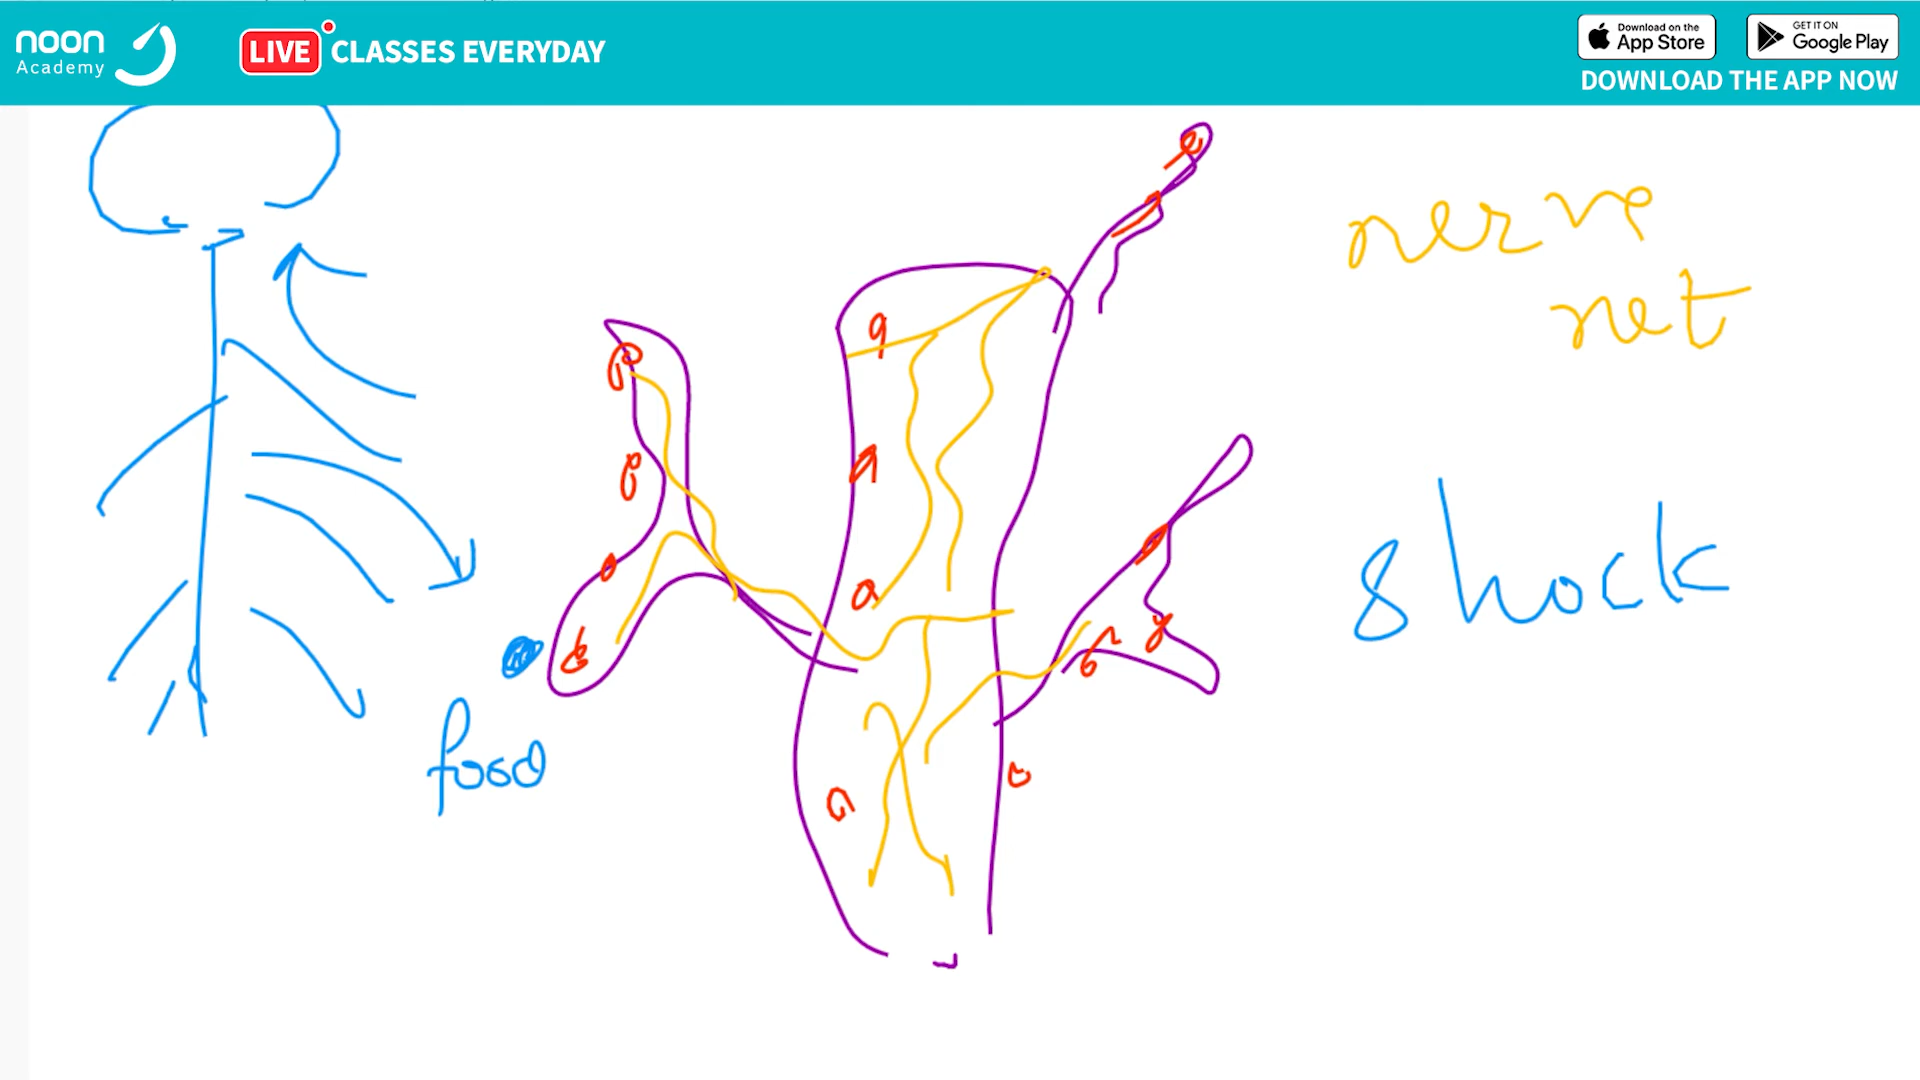 noon
Academy
LIVE CLASSES EVERYDAY
Download on the
App Store
GET IT ON
Google Play
DOWNLOAD THE APP NOW
nerve
net
shock
food